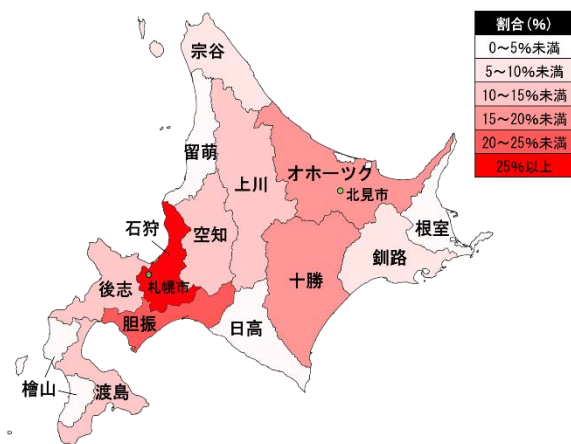 割合(%)
0~5%未満
5~10%未満
10~15%未満
15~20%未満
20~25%未満
25%以上
宗谷
留萌
上川
オホーツク
北見市
根室
石狩
空知
釧路
十勝
後志
札幌市
胆振
日高
檜山
渡島